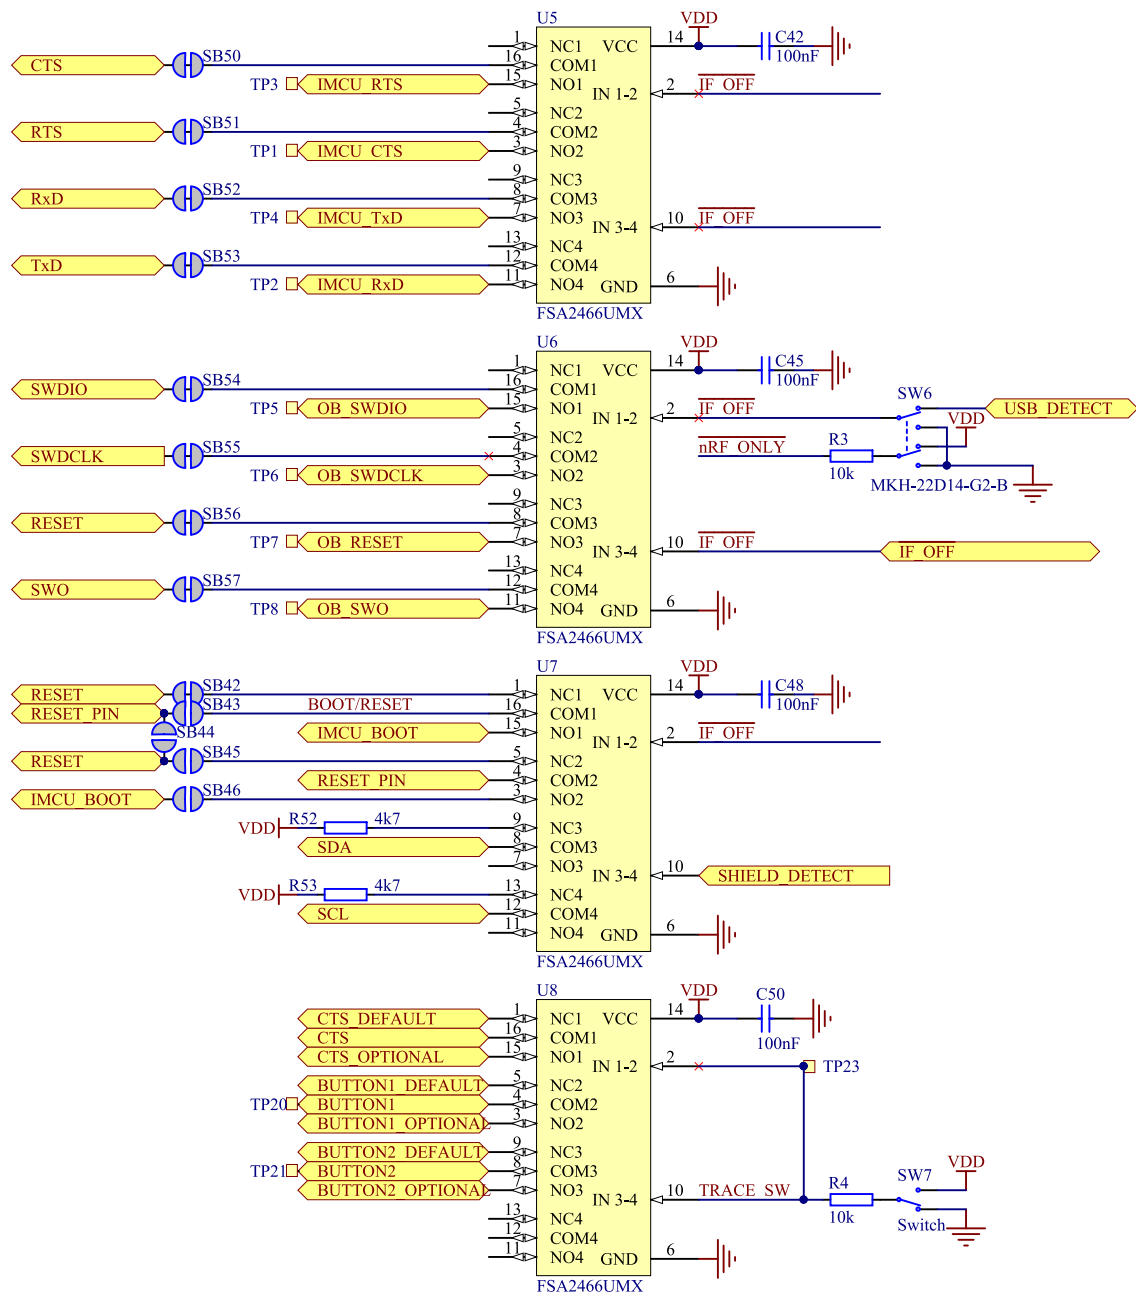 U5
CTS
SB50
TP3
IMCU_RTS
1
16
15
NC1
COM1
NO1
VCC
14
VDD
C42
100nF
IN 1-2
2
IF_OFF
RTS
SB51
TP1
IMCU_CTS
5
4
3
NC2
COM2
NO2
RxD
SB52
TP4
IMCU_TxD
9
8
7
NC3
COM3
NO3
IN 3-4
10
IF_OFF
TxD
SB53
TP2
IMCU_RxD
13
12
11
NC4
COM4
NO4
GND
6
FSA2466UMX
U6
SWDIO
SB54
TP5
OB_SWDIO
1
16
15
NC1
COM1
NO1
VCC
14
VDD
C45
100nF
IN 1-2
2
IF_OFF
SW6
USB_DETECT
VDD
nRF_ONLY
R3
10k
MKH-22D14-G2-B
SWDCLK
SB55
TP6
OB_SWDCLK
5
4
3
NC2
COM2
NO2
RESET
SB56
TP7
OB_RESET
9
8
7
NC3
COM3
NO3
IN 3-4
10
IF_OFF
IF_OFF
SWO
SB57
TP8
OB_SWO
13
12
11
NC4
COM4
NO4
GND
6
FSA2466UMX
U7
RESET
SB42
RESET_PIN
SB43
BOOT/RESET
SB44
IMCU_BOOT
1
16
15
NC1
COM1
NO1
VCC
14
VDD
C48
100nF
IN 1-2
2
IF_OFF
RESET
SB45
RESET_PIN
IMCU_BOOT
SB46
5
4
3
NC2
COM2
NO2
VDD
R52
4k7
SDA
9
8
7
NC3
COM3
NO3
IN 3-4
10
SHIELD_DETECT
VDD
R53
4k7
SCL
13
12
11
NC4
COM4
NO4
GND
6
FSA2466UMX
U8
CTS_DEFAULT
CTS
CTS_OPTIONAL
1
16
15
NC1
COM1
NO1
VCC
14
VDD
C50
100nF
IN 1-2
2
TP23
BUTTON1_DEFAULT
TP20
BUTTON1
BUTTON1_OPTIONAL
5
4
3
NC2
COM2
NO2
BUTTON2_DEFAULT
TP21
BUTTON2
BUTTON2_OPTIONAL
9
8
7
NC3
COM3
NO3
IN 3-4
10
TRACE_SW
R4
10k
SW7
VDD
Switch
13
12
11
NC4
COM4
NO4
GND
6
FSA2466UMX